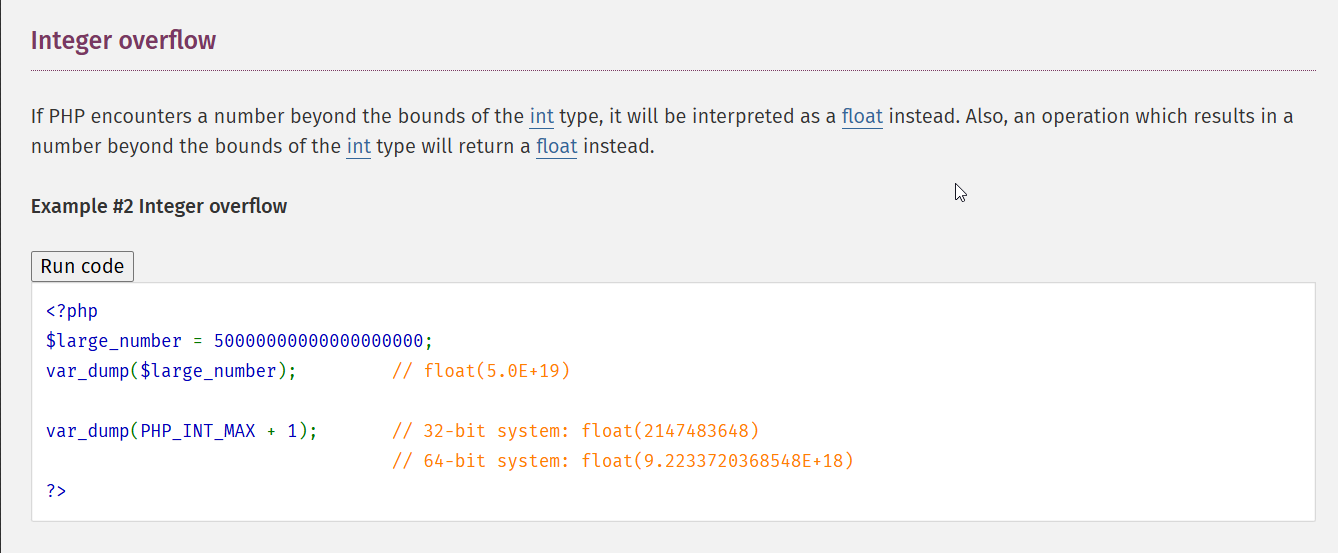 Integer overflow
If PHP encounters a number beyond the bounds of the int type, it will be interpreted as a float instead. Also, an operation which results in a
number beyond the bounds of the int type will return a float instead.
Example #2 Integer overflow
Run code
<?php
$large_number = 50000000000000000000;
var_dump($large_number);         // float(5.0E+19)
var_dump(PHP_INT_MAX + 1);       // 32-bit system: float(2147483648)
                                 // 64-bit system: float(9.2233720368548E+18)
?>